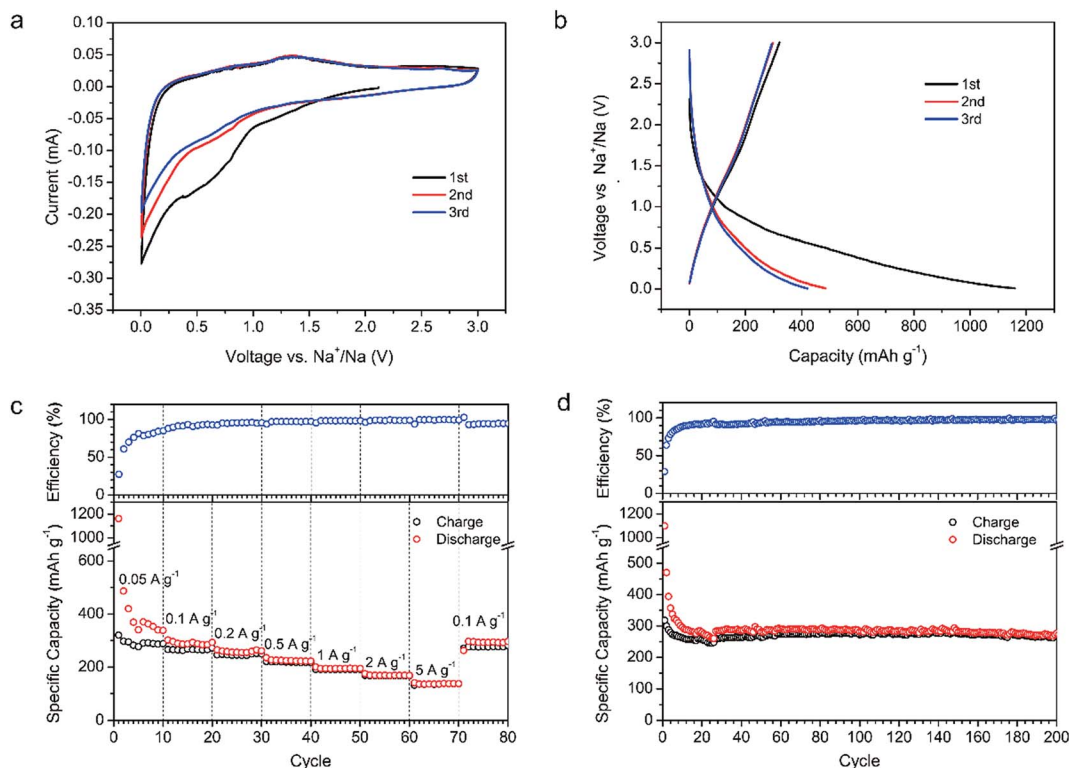 a
0.10
0.05
0.00
-0.05
-0.10
-0.15
-0.20
-0.25
-0.30
-0.35
Current (mA)
1st
2nd
3rd
0.0 0.5 1.0 1.5 2.0 2.5 3.0
Voltage vs. Na⁺/Na (V)
b
3.0
2.5
2.0
1.5
1.0
0.5
0.0
Voltage vs Na⁺/Na (V)
1st
2nd
3rd
0 200 400 600 800 1000 1200
Capacity (mAh g⁻¹)
c
100
50
0
Efficiency (%)
1200
1000
600
400
200
0
Specific Capacity (mAh g⁻¹)
Charge
Discharge
0.05 A g⁻¹
0.1 A g⁻¹
0.2 A g⁻¹
0.5 A g⁻¹
1 A g⁻¹
2 A g⁻¹
5 A g⁻¹
0.1 A g⁻¹
0 10 20 30 40 50 60 70 80
Cycle
d
100
50
0
Efficiency (%)
1200
1000
500
400
300
200
100
0
Specific Capacity (mAh g⁻¹)
Charge
Discharge
0 20 40 60 80 100 120 140 160 180 200
Cycle